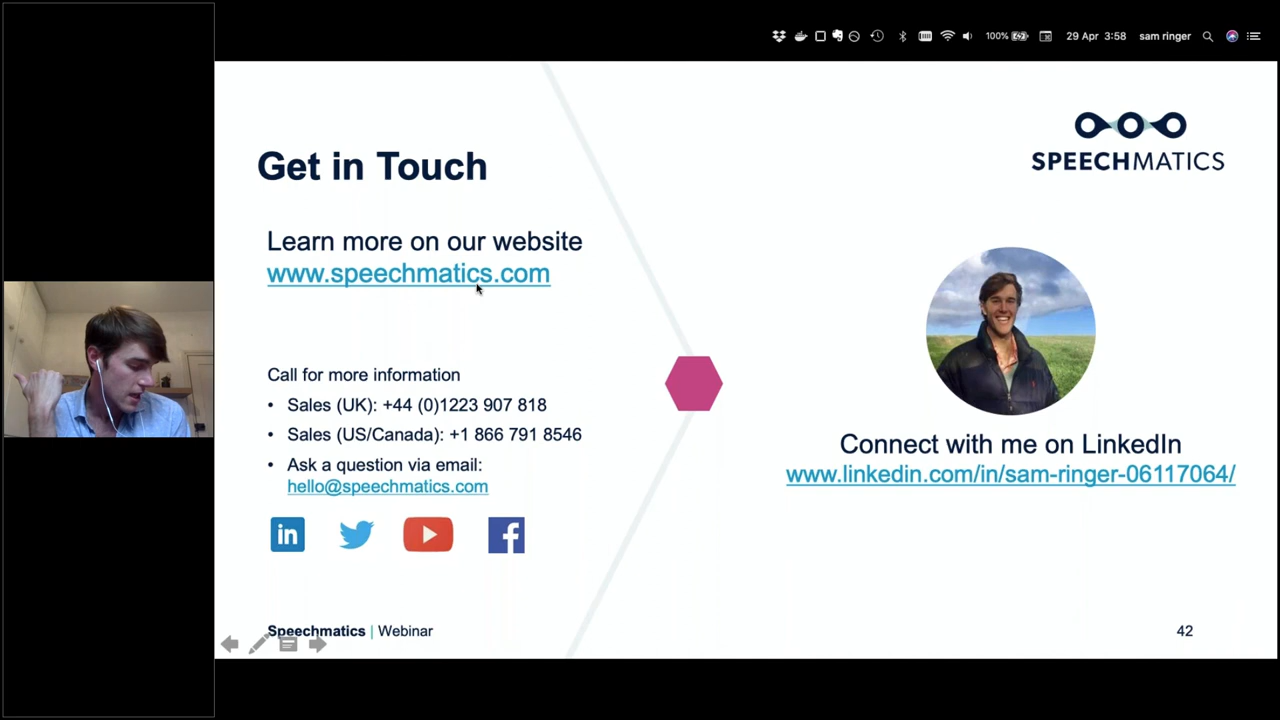 100% 29 Apr 3:58 sam ringer
SPEECHMATICS
Get in Touch
Learn more on our website
www.speechmatics.com
Call for more information
• Sales (UK): +44 (0)1223 907 818
• Sales (US/Canada): +1 866 791 8546
• Ask a question via email:
hello@speechmatics.com
in
f
Connect with me on LinkedIn
www.linkedin.com/in/sam-ringer-06117064/
Speechmatics | Webinar
42